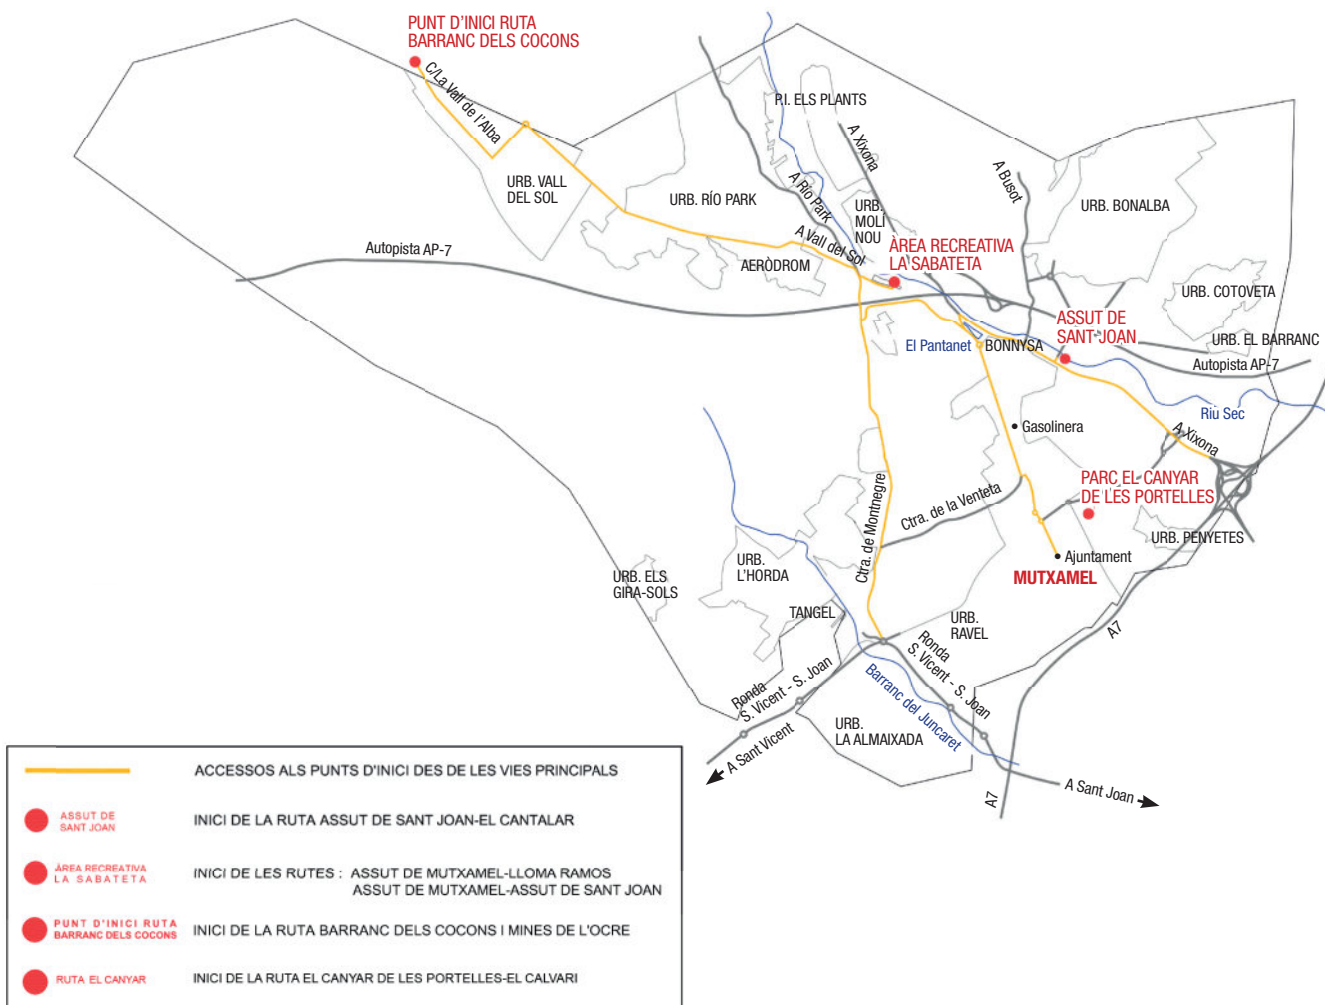 PUNT D'INICI RUTA
BARRANC DELS COCONS
C/La Vall de l'Alba
P.I. ELS PLANTS
A Xixona
A Busot
URB. VALL
DEL SOL
URB. RÍO PARK
A Río Park
URB.
MOLÍ
NOU
URB. BONALBA
A Vall del Sol
ÀREA RECREATIVA
LA SABATETA
Autopista AP-7
AERÒDROM
URB. COTOVETA
ASSUT DE
SANT JOAN
El Pantanet
BONNYSA
URB. EL BARRANC
Autopista AP-7
Riu Sec
Gasolinera
A Xixona
PARC EL CANYAR
DE LES PORTELLES
Ctra. de Montnegre
Ctra. de la Venteta
URB. PENYETES
Ajuntament
MUTXAMEL
URB.
L'HORDA
URB. ELS
GIRA-SOLS
TANGEL
URB.
RAVEL
A7
Ronda
S. Vicent - S. Joan
Ronda
S. Vicent - S. Joan
Barranc del Juncaret
URB.
LA ALMAIXADA
A Sant Vicent
A7
A Sant Joan
ACCESSOS ALS PUNTS D'INICI DES DE LES VIES PRINCIPALS
ASSUT DE
SANT JOAN
INICI DE LA RUTA ASSUT DE SANT JOAN-EL CANTALAR
ÀREA RECREATIVA
LA SABATETA
INICI DE LES RUTES : ASSUT DE MUTXAMEL-LLOMA RAMOS
ASSUT DE MUTXAMEL-ASSUT DE SANT JOAN
PUNT D'INICI RUTA
BARRANC DELS COCONS
INICI DE LA RUTA BARRANC DELS COCONS I MINES DE L'OCRE
RUTA EL CANYAR
INICI DE LA RUTA EL CANYAR DE LES PORTELLES-EL CALVARI